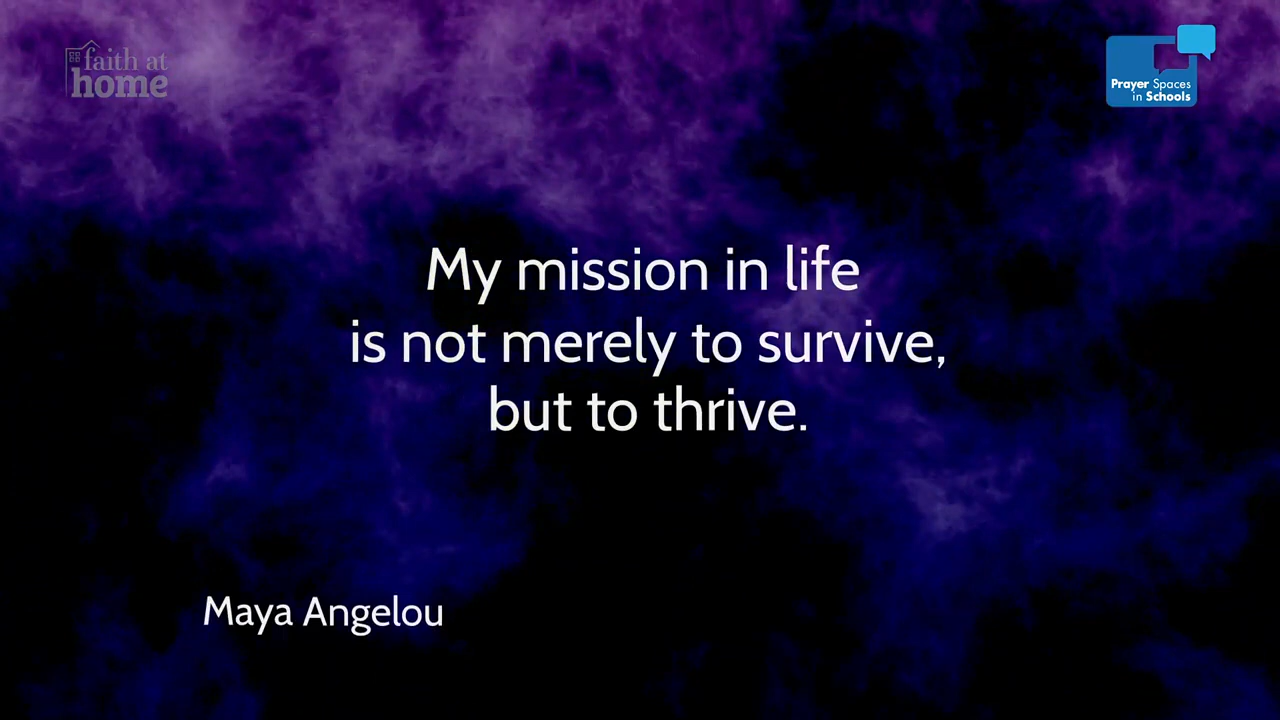 faith at
home
Prayer Spaces
in Schools
My mission in life
is not merely to survive,
but to thrive.
Maya Angelou